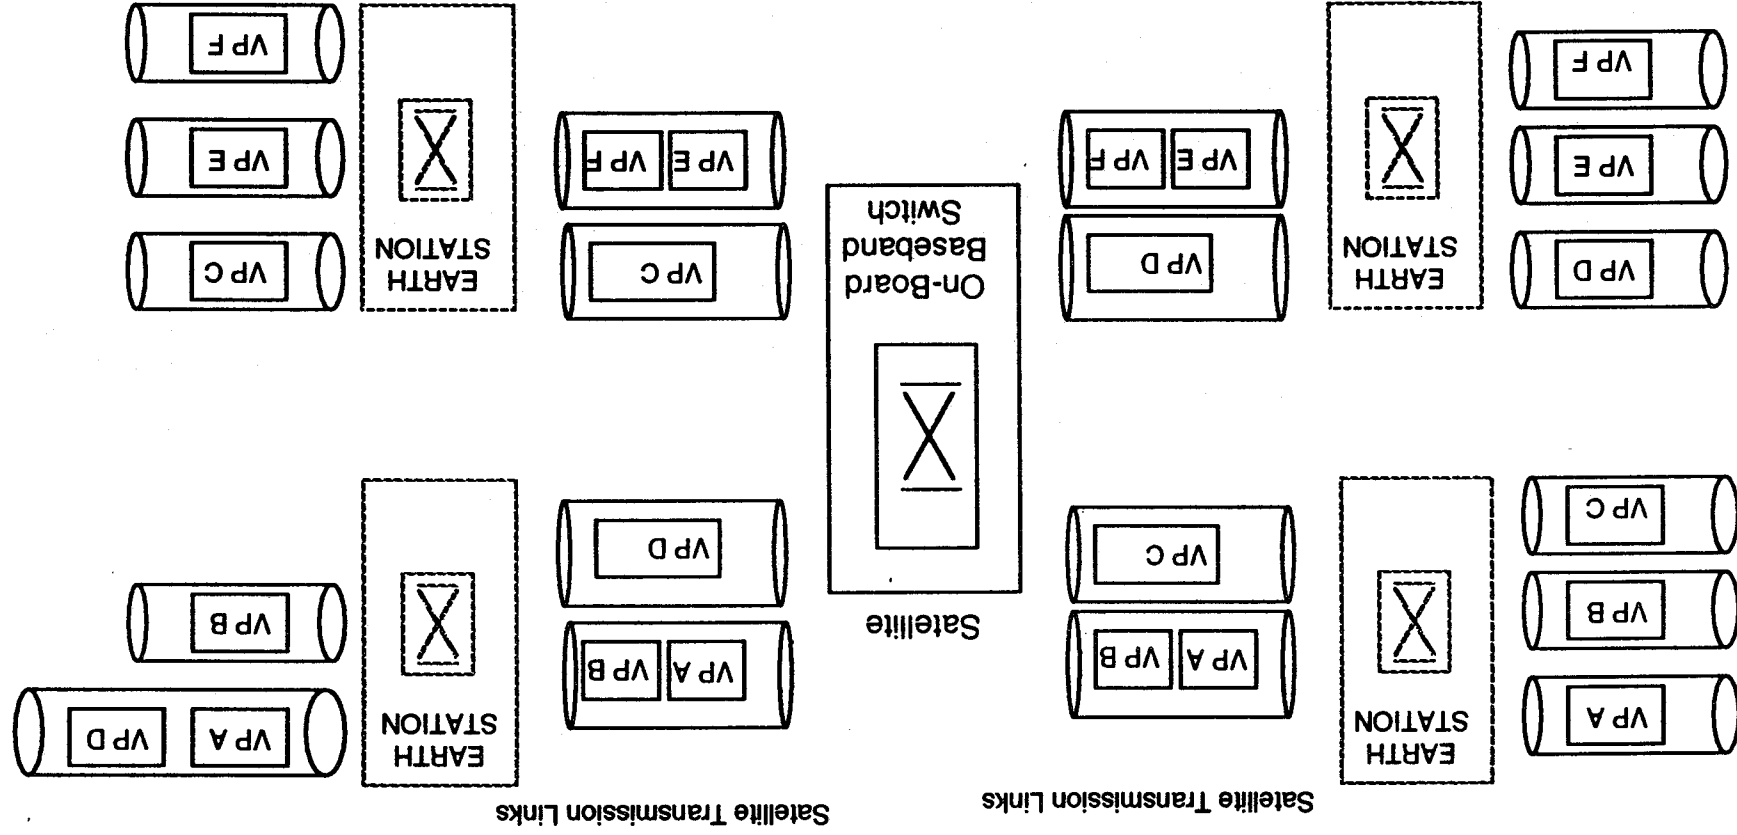 Satellite Transmission Links
Satellite Transmission Links
VP A
VP B
VP C
EARTH
STATION
VP A VP B
VP C
Satellite
On-Board
Baseband
Switch
VP A VP B
VP D
EARTH
STATION
VP A VP D
VP B
VP D
VP E
VP F
EARTH
STATION
VP D
VP E VP F
VP C
VP E VP F
EARTH
STATION
VP C
VP E
VP F